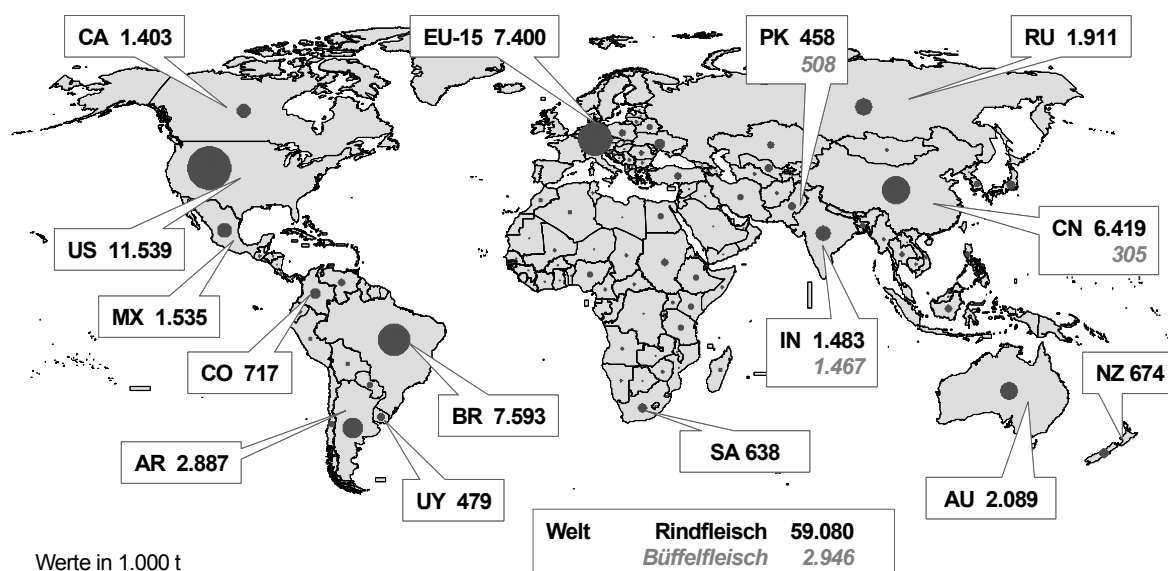 CA 1.403
EU-15 7.400
PK 458
508
RU 1.911
US 11.539
CN 6.419
305
MX 1.535
IN 1.483
1.467
CO 717
NZ 674
BR 7.593
AR 2.887
SA 638
UY 479
AU 2.089
Welt Rindfleisch 59.080
Büffelfleisch 2.946
Werte in 1.000 t